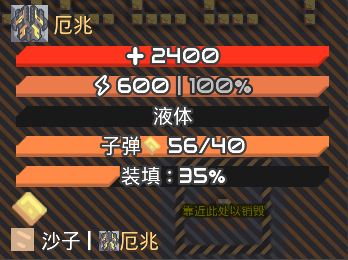 厄兆
2400
600 | 100%
液体
子弹 56/40
装填：35%
靠近此处以销毁
沙子 | 厄兆